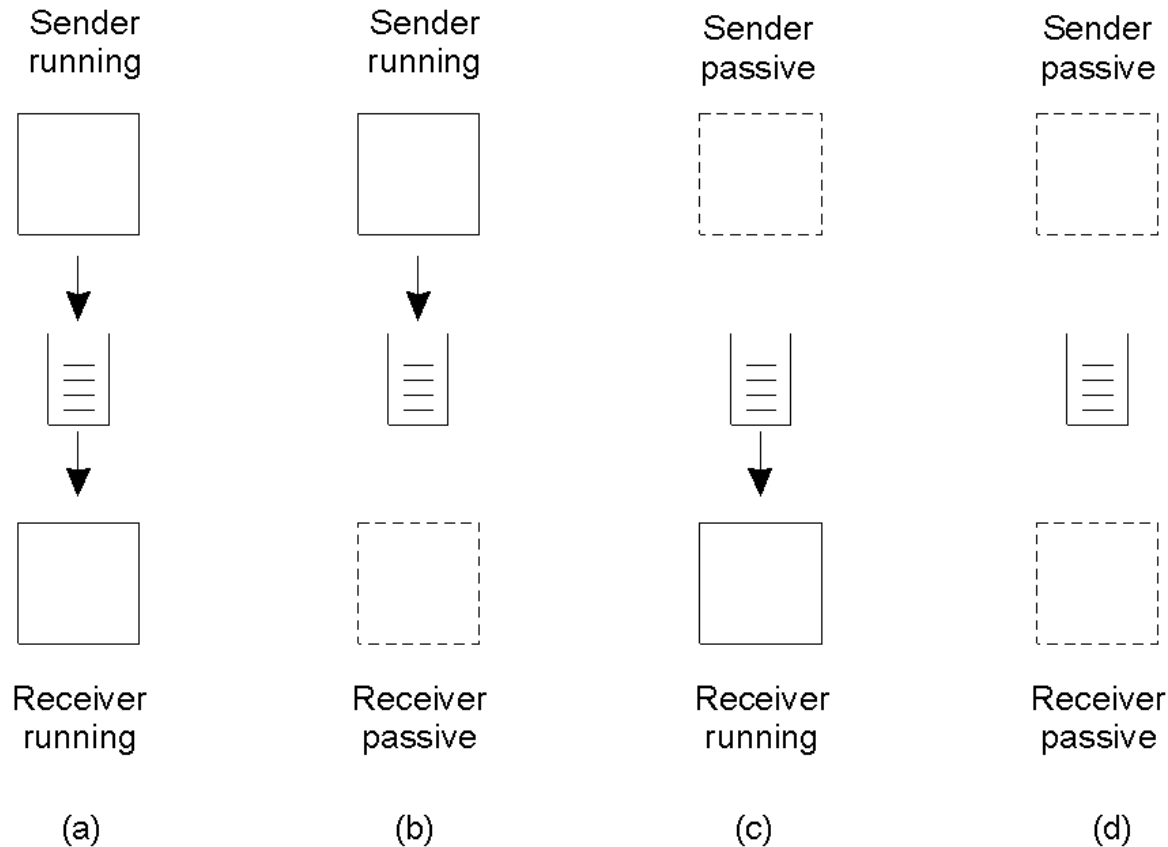 Sender
running
Sender
running
Sender
passive
Sender
passive
Receiver
running
Receiver
passive
Receiver
running
Receiver
passive
(a)
(b)
(c)
(d)